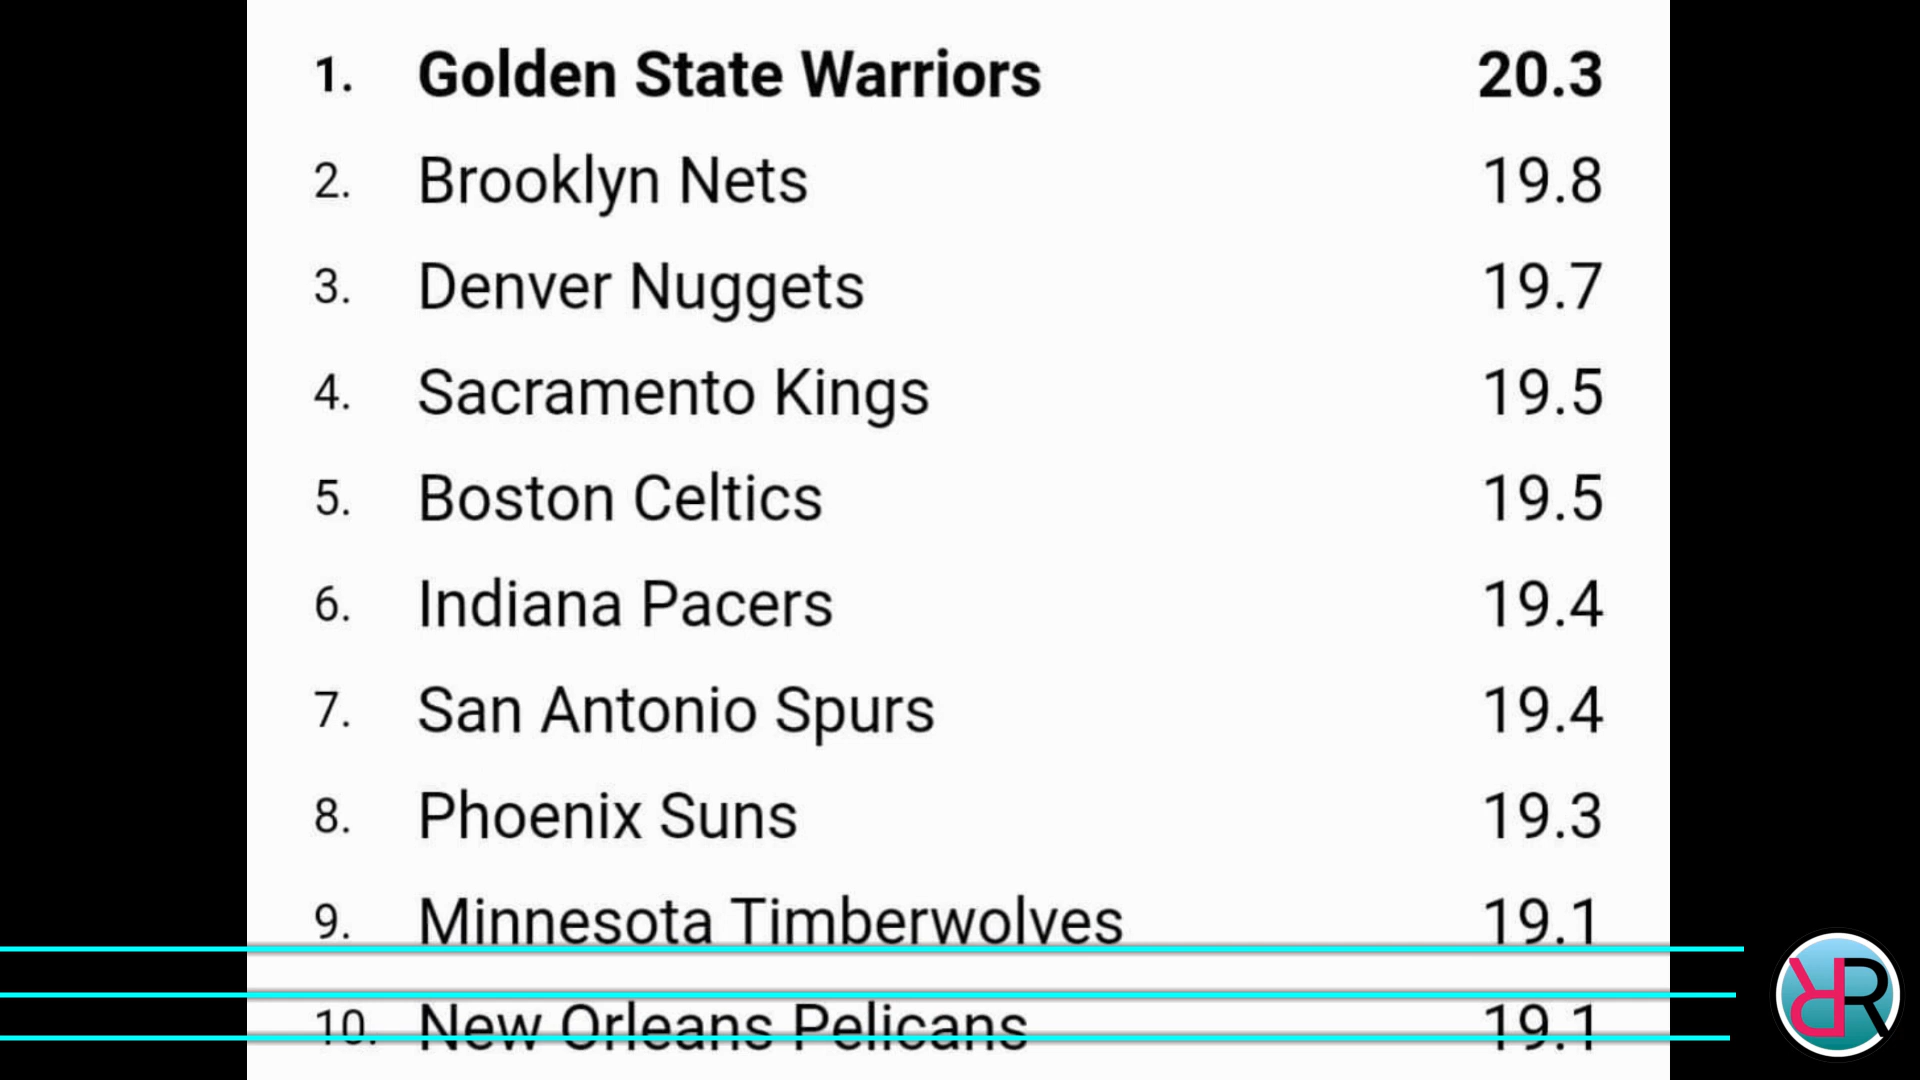 1. Golden State Warriors 20.3
2. Brooklyn Nets 19.8
3. Denver Nuggets 19.7
4. Sacramento Kings 19.5
5. Boston Celtics 19.5
6. Indiana Pacers 19.4
7. San Antonio Spurs 19.4
8. Phoenix Suns 19.3
9. Minnesota Timberwolves 19.1
10. New Orleans Pelicans 19.1
RR